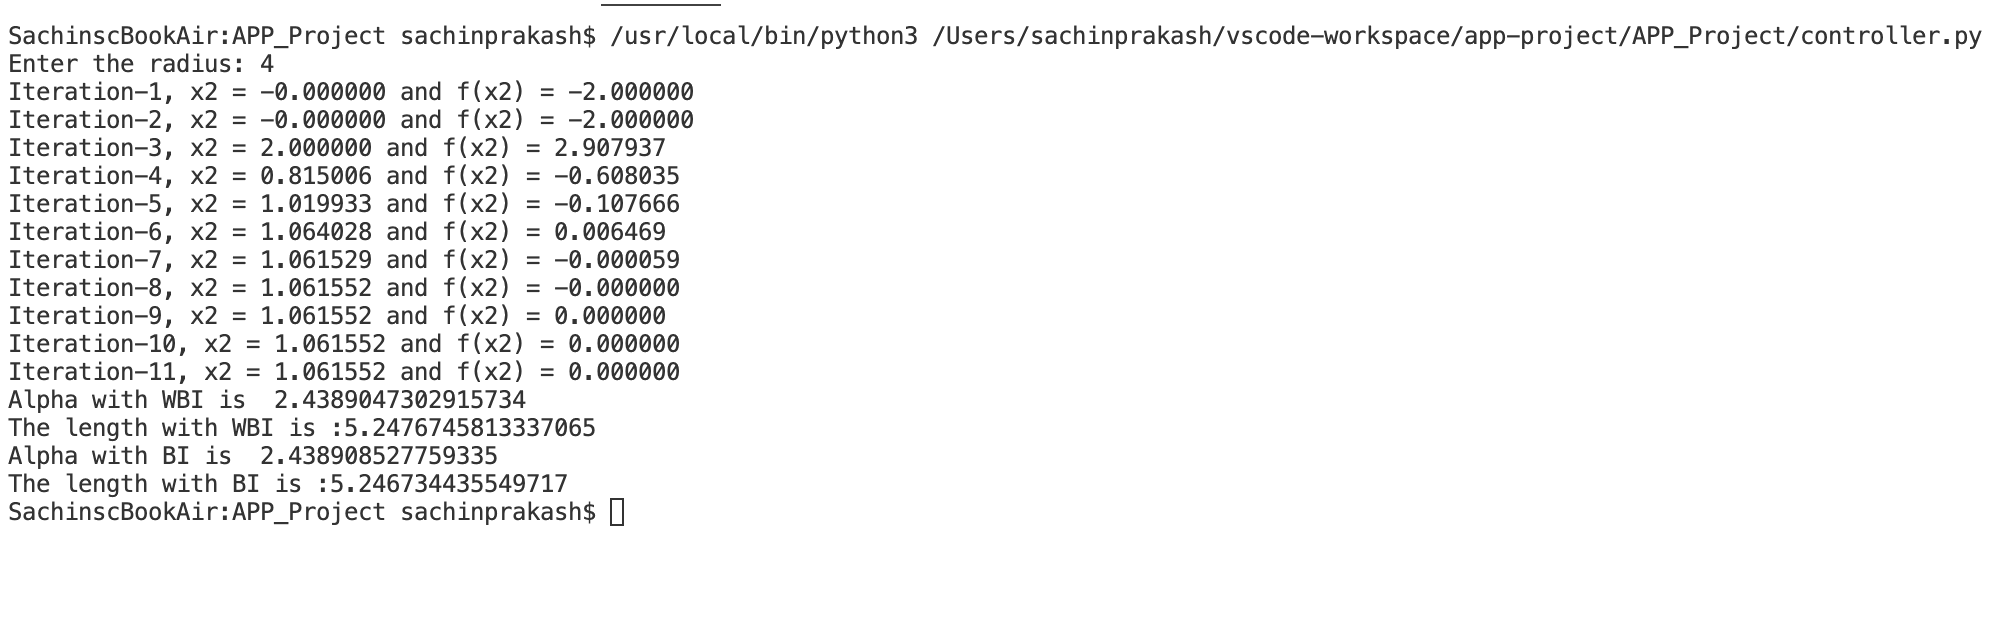 SachinscBookAir:APP_Project sachinprakash$ /usr/local/bin/python3 /Users/sachinprakash/vscode-workspace/app-project/APP_Project/controller.py
Enter the radius: 4
Iteration-1, x2 = -0.000000 and f(x2) = -2.000000
Iteration-2, x2 = -0.000000 and f(x2) = -2.000000
Iteration-3, x2 = 2.000000 and f(x2) = 2.907937
Iteration-4, x2 = 0.815006 and f(x2) = -0.608035
Iteration-5, x2 = 1.019933 and f(x2) = -0.107666
Iteration-6, x2 = 1.064028 and f(x2) = 0.006469
Iteration-7, x2 = 1.061529 and f(x2) = -0.000059
Iteration-8, x2 = 1.061552 and f(x2) = -0.000000
Iteration-9, x2 = 1.061552 and f(x2) = 0.000000
Iteration-10, x2 = 1.061552 and f(x2) = 0.000000
Iteration-11, x2 = 1.061552 and f(x2) = 0.000000
Alpha with WBI is  2.4389047302915734
The length with WBI is :5.2476745813337065
Alpha with BI is  2.438908527759335
The length with BI is :5.246734435549717
SachinscBookAir:APP_Project sachinprakash$